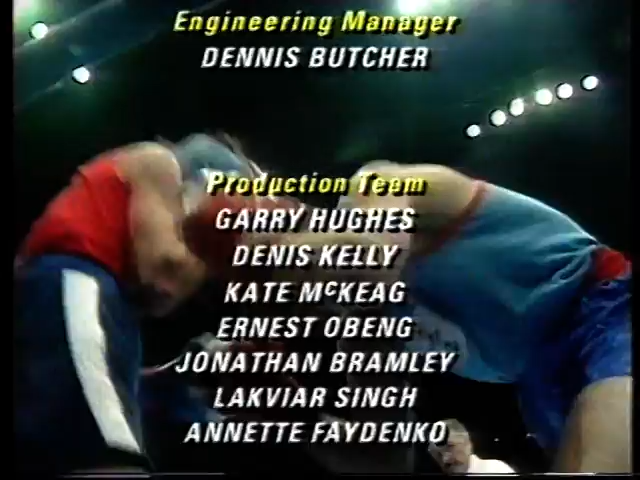 Engineering Manager
DENNIS BUTCHER
Production Team
GARRY HUGHES
DENIS KELLY
KATE McKEAG
ERNEST OBENG
JONATHAN BRAMLEY
LAKVIAR SINGH
ANNETTE FAYDENKO